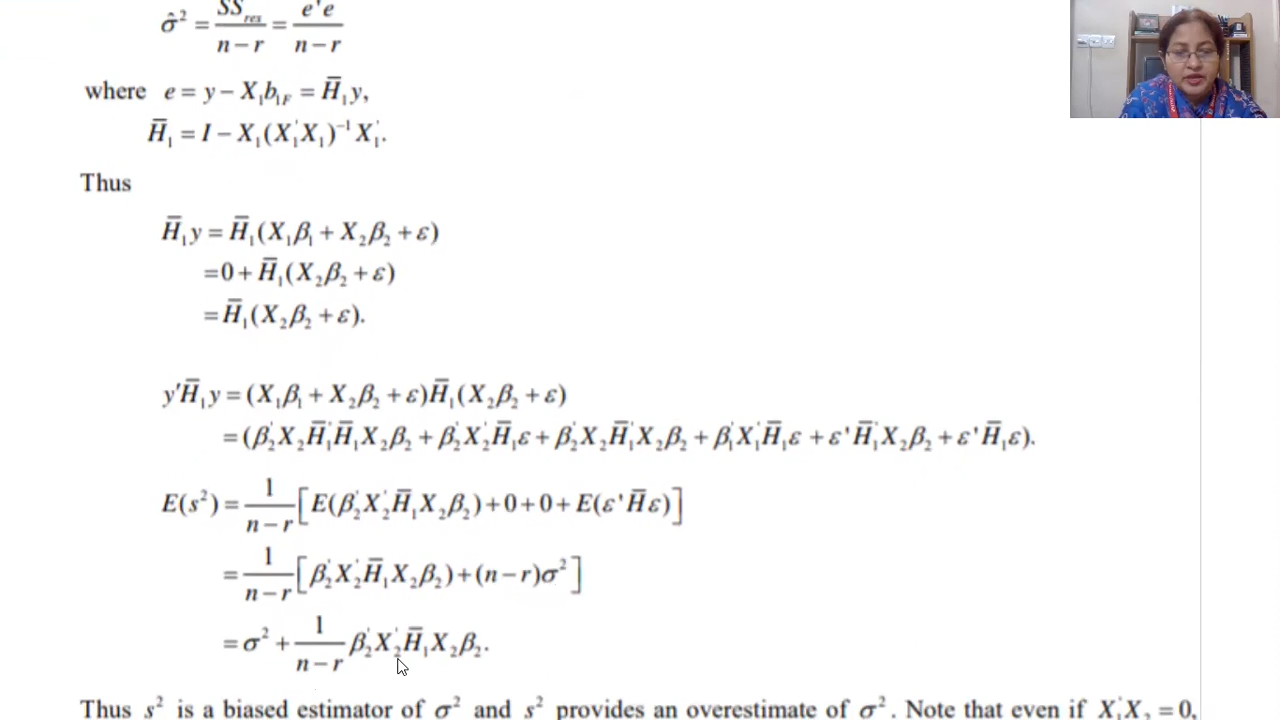 σ̂² = SS_res / (n − r) = e'e / (n − r)
where e = y − X₁b₁F = H̄₁y,
H̄₁ = I − X₁(X₁'X₁)⁻¹X₁'.
Thus
H̄₁y = H̄₁(X₁β₁ + X₂β₂ + ε)
=0 + H̄₁(X₂β₂ + ε)
= H̄₁(X₂β₂ + ε).
y'H̄₁y = (X₁β₁ + X₂β₂ + ε)H̄₁(X₂β₂ + ε)
= (β₂'X₂H̄₁'H̄₁X₂β₂ + β₂'X₂'H̄₁ε + β₂'X₂H̄₁'X₂β₂ + β₁'X₁'H̄₁ε + ε'H̄₁'X₂β₂ + ε'H̄₁ε).
E(s²) = 1/(n − r) [E(β₂'X₂'H̄₁X₂β₂) + 0 + 0 + E(ε'H̄ε)]
= 1/(n − r) [β₂'X₂'H̄₁X₂β₂) + (n − r)σ²]
= σ² + 1/(n − r) β₂'X₂'H̄₁X₂β₂.
Thus s² is a biased estimator of σ² and s² provides an overestimate of σ². Note that even if X₁'X₂ = 0,